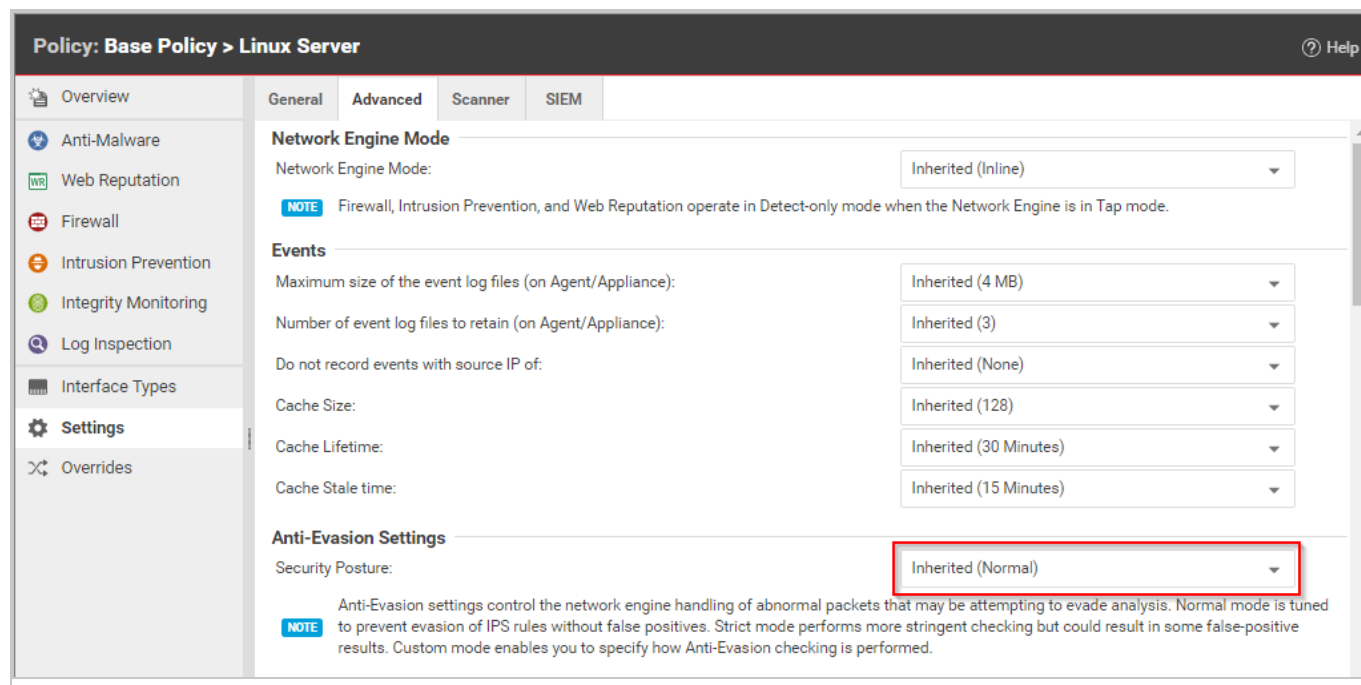 Policy: Base Policy > Linux Server
? Help
Overview
Anti-Malware
WR Web Reputation
Firewall
Intrusion Prevention
Integrity Monitoring
Log Inspection
Interface Types
Settings
Overrides
General Advanced Scanner SIEM
Network Engine Mode
Network Engine Mode: Inherited (Inline)
NOTE Firewall, Intrusion Prevention, and Web Reputation operate in Detect-only mode when the Network Engine is in Tap mode.
Events
Maximum size of the event log files (on Agent/Appliance): Inherited (4 MB)
Number of event log files to retain (on Agent/Appliance): Inherited (3)
Do not record events with source IP of: Inherited (None)
Cache Size: Inherited (128)
Cache Lifetime: Inherited (30 Minutes)
Cache Stale time: Inherited (15 Minutes)
Anti-Evasion Settings
Security Posture: Inherited (Normal)
Anti-Evasion settings control the network engine handling of abnormal packets that may be attempting to evade analysis. Normal mode is tuned
NOTE to prevent evasion of IPS rules without false positives. Strict mode performs more stringent checking but could result in some false-positive
results. Custom mode enables you to specify how Anti-Evasion checking is performed.